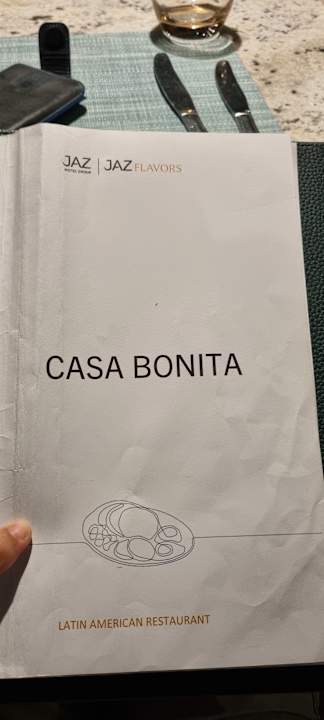 JAZ | JAZ FLAVORS
HOTEL GROUP
CASA BONITA
LATIN AMERICAN RESTAURANT